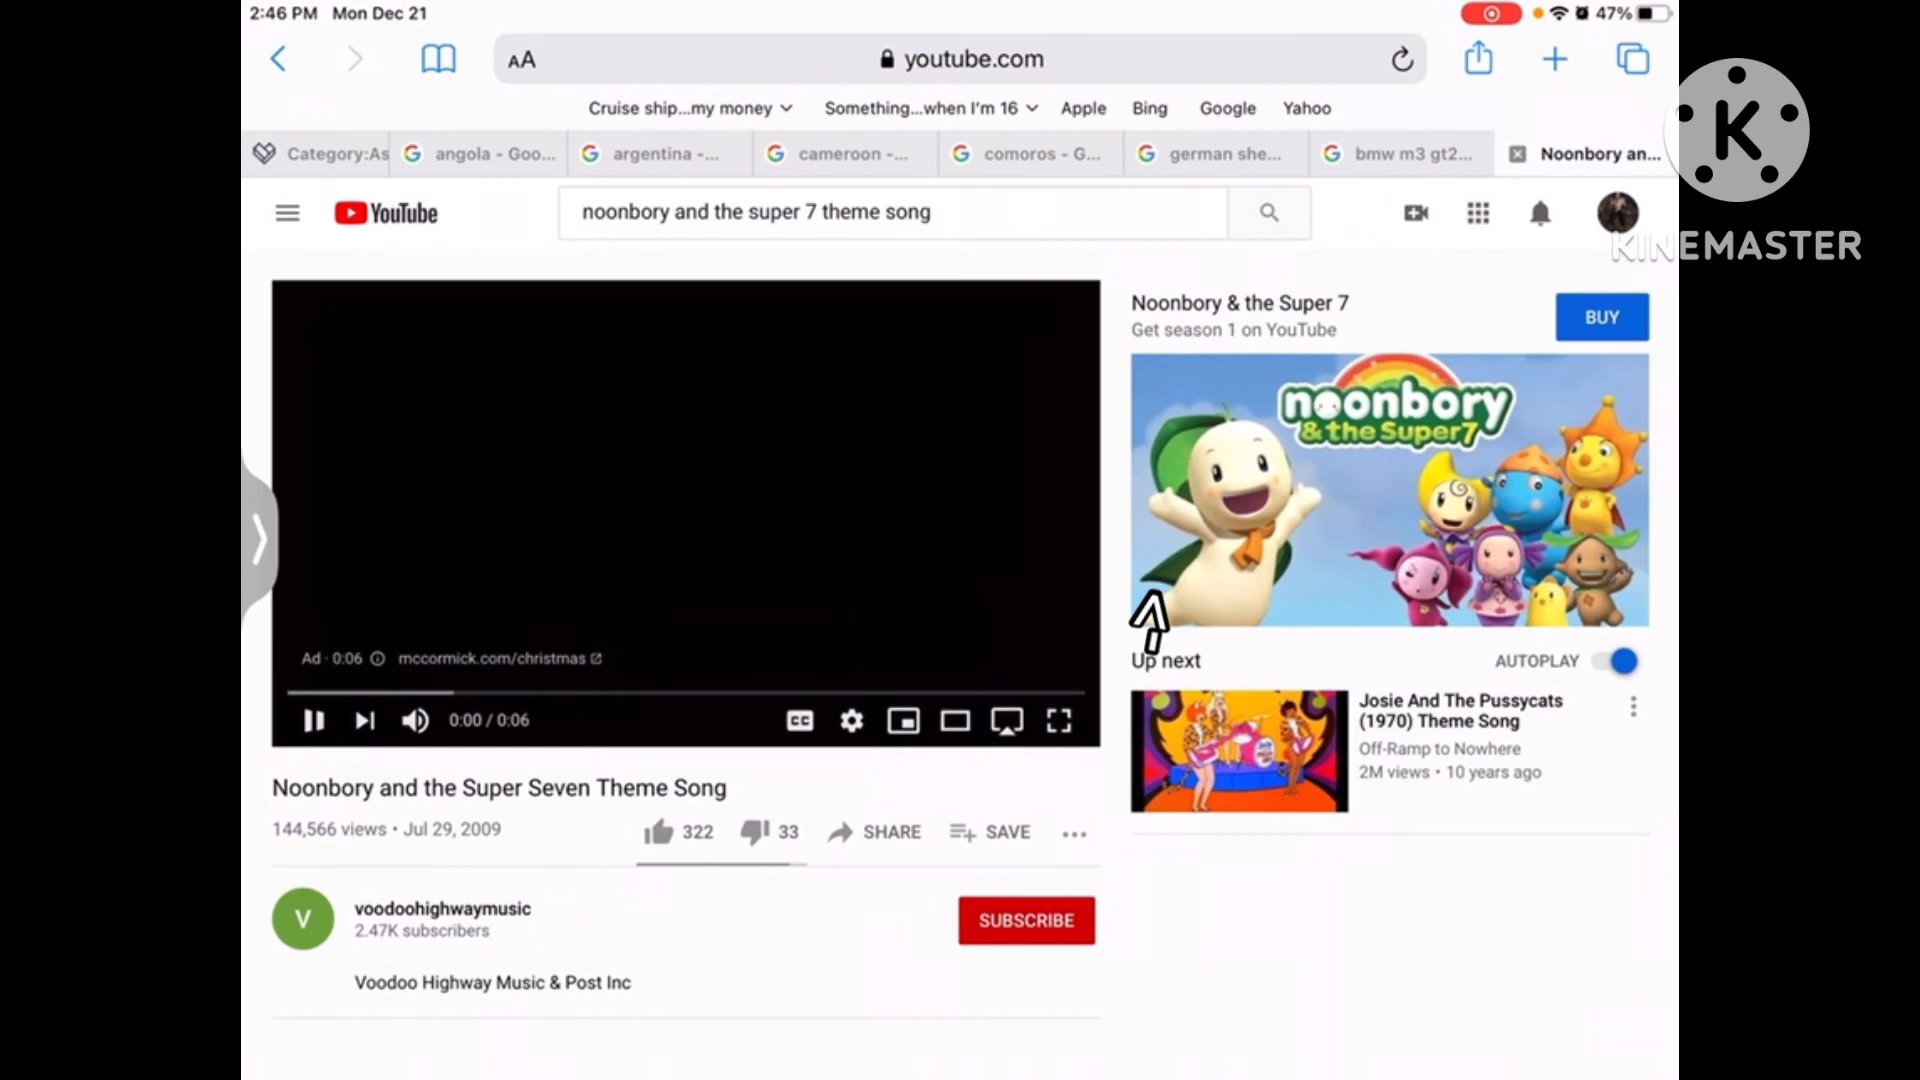 2:46 PM Mon Dec 21
47%
AA
youtube.com
Cruise ship...my money
Something...when I'm 16
Apple
Bing
Google
Yahoo
Category:As
angola - Goo...
argentina -...
cameroon -...
comoros - G...
german she...
bmw m3 gt2...
Noonbory an...
K
KINEMASTER
YouTube
noonbory and the super 7 theme song
Noonbory & the Super 7
Get season 1 on YouTube
BUY
noonbory
& the Super7
Ad · 0:06
mccormick.com/christmas
0:00 / 0:06
CC
Up next
AUTOPLAY
Josie And The Pussycats
(1970) Theme Song
Off-Ramp to Nowhere
2M views • 10 years ago
Noonbory and the Super Seven Theme Song
144,566 views • Jul 29, 2009
322
33
SHARE
SAVE
V
voodoohighwaymusic
2.47K subscribers
SUBSCRIBE
Voodoo Highway Music & Post Inc